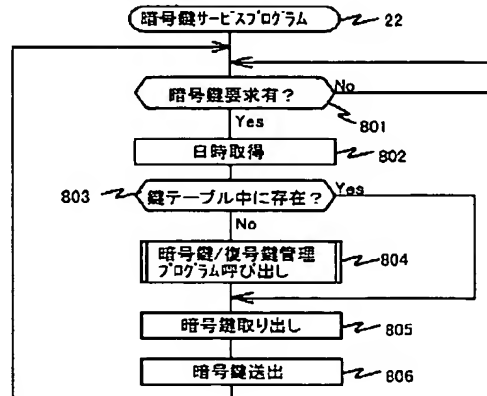 暗号鍵サービスプログラム 22
暗号鍵要求有？ No
801
Yes
日時取得 802
803 鍵テーブル中に存在？ Yes
No
暗号鍵/復号鍵管理
プログラム呼び出し 804
暗号鍵取り出し 805
暗号鍵送出 806